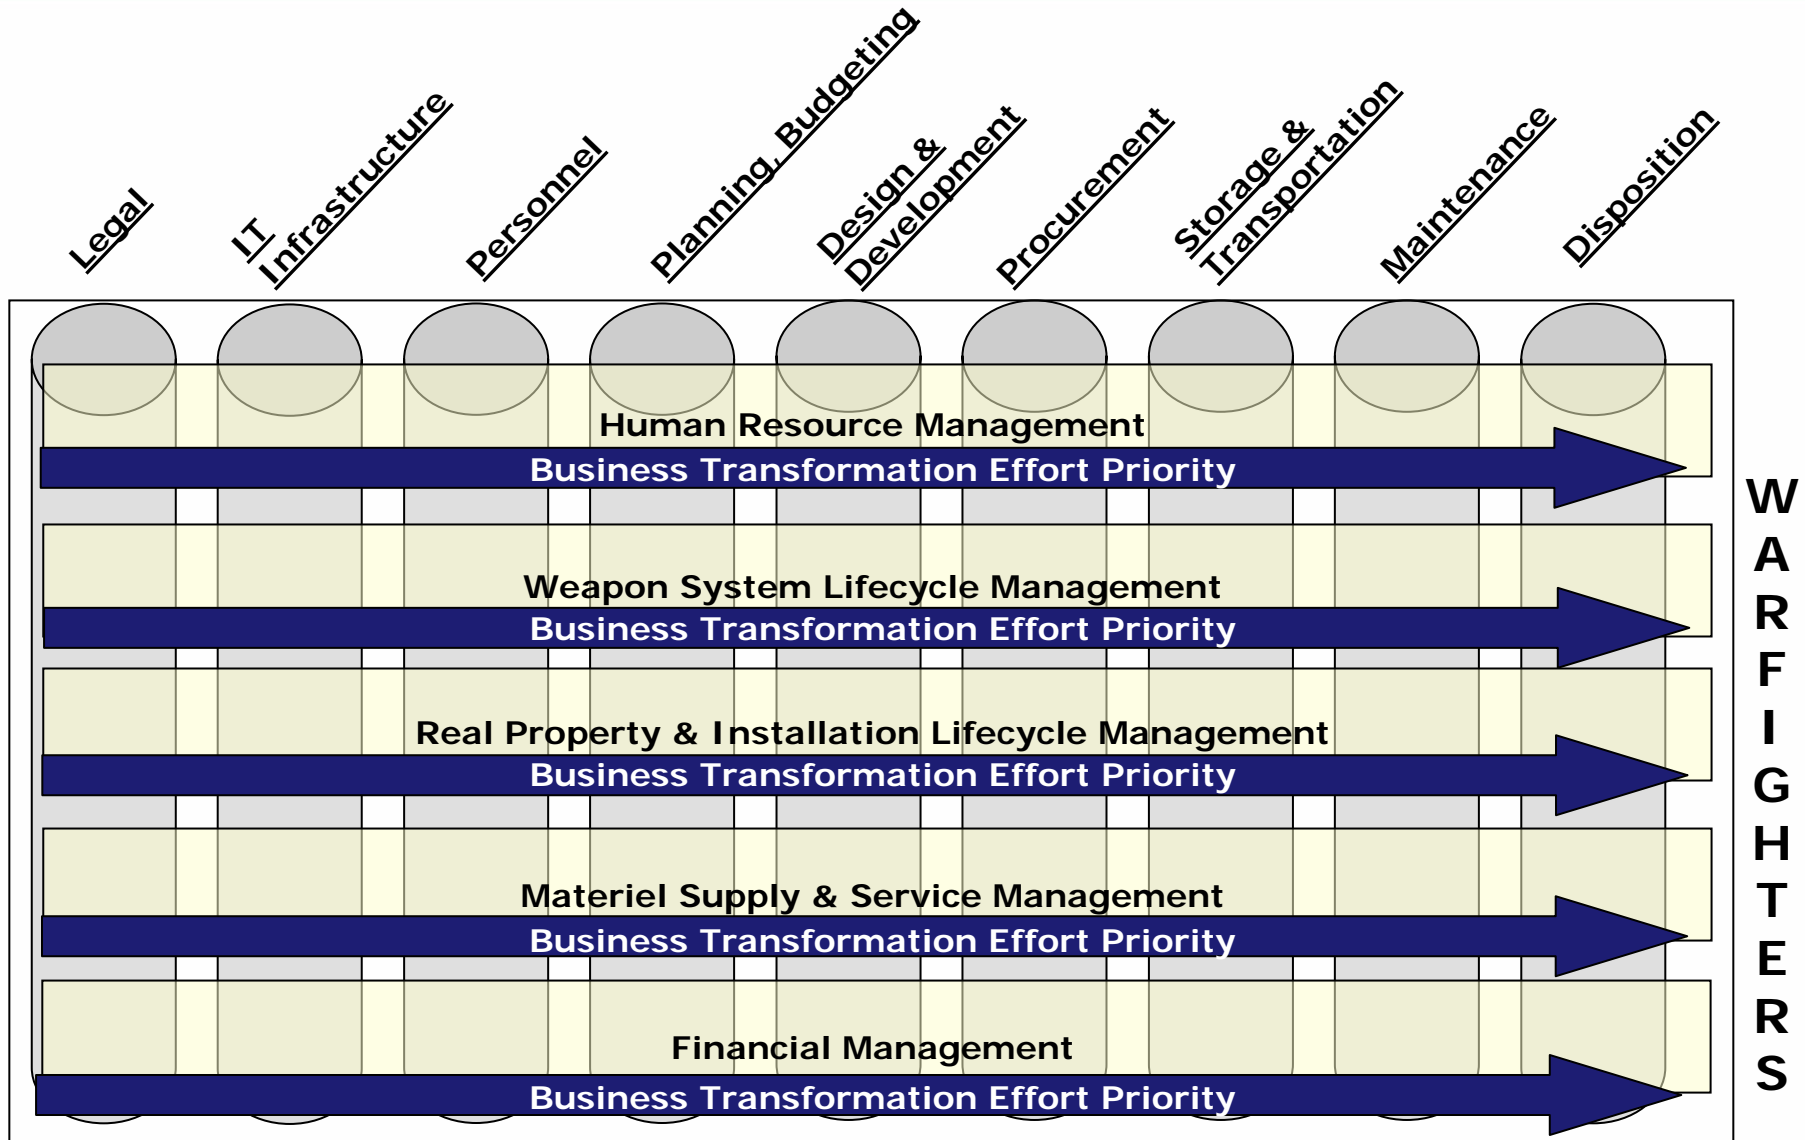 Legal
IT
Infrastructure
Personnel
Planning, Budgeting
Design &
Development
Procurement
Storage &
Transportation
Maintenance
Disposition
Human Resource Management
Business Transformation Effort Priority
Weapon System Lifecycle Management
Business Transformation Effort Priority
Real Property & Installation Lifecycle Management
Business Transformation Effort Priority
Materiel Supply & Service Management
Business Transformation Effort Priority
Financial Management
Business Transformation Effort Priority
WARFIGHTERS